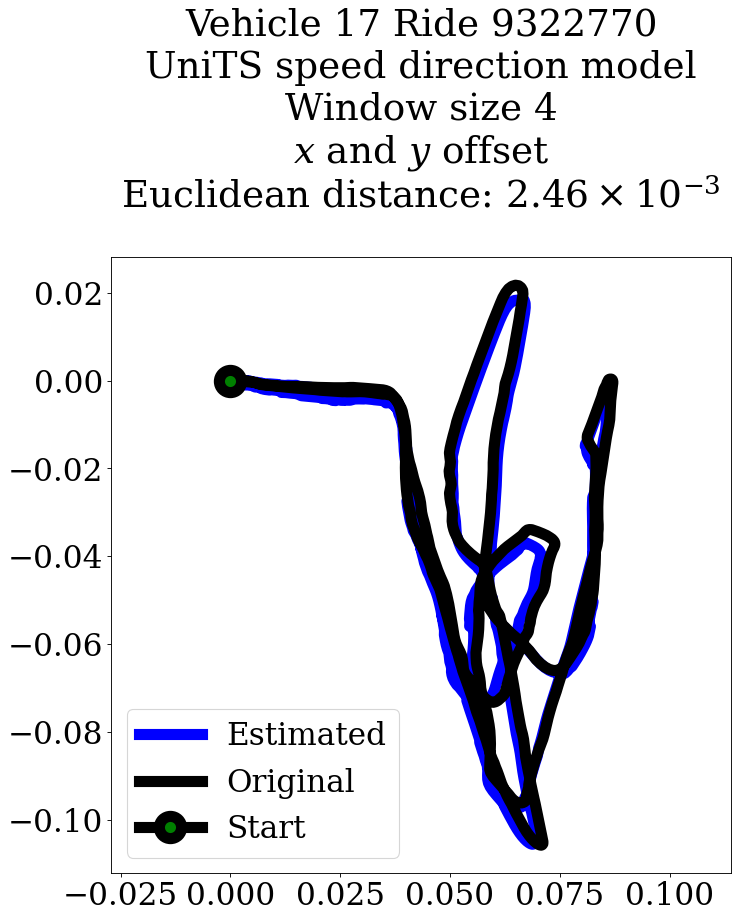 Vehicle 17 Ride 9322770
UniTS speed direction model
Window size 4
x and y offset
Euclidean distance: 2.46 × 10⁻³
0.02
0.00
−0.02
−0.04
−0.06
−0.08
−0.10
Estimated
Original
Start
−0.025 0.000 0.025 0.050 0.075 0.100